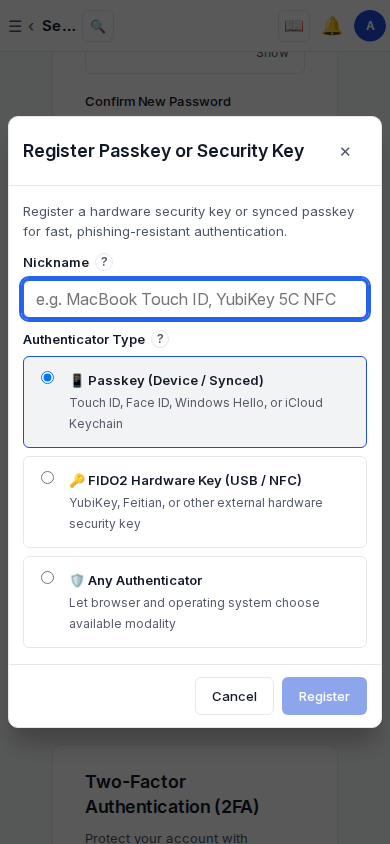 Se...
A
Show
Confirm New Password
Register Passkey or Security Key
Register a hardware security key or synced passkey
for fast, phishing-resistant authentication.
Nickname ?
e.g. MacBook Touch ID, YubiKey 5C NFC
Authenticator Type ?
Passkey (Device / Synced)
Touch ID, Face ID, Windows Hello, or iCloud
Keychain
FIDO2 Hardware Key (USB / NFC)
YubiKey, Feitian, or other external hardware
security key
Any Authenticator
Let browser and operating system choose
available modality
Cancel
Register
Two-Factor
Authentication (2FA)
Protect your account with